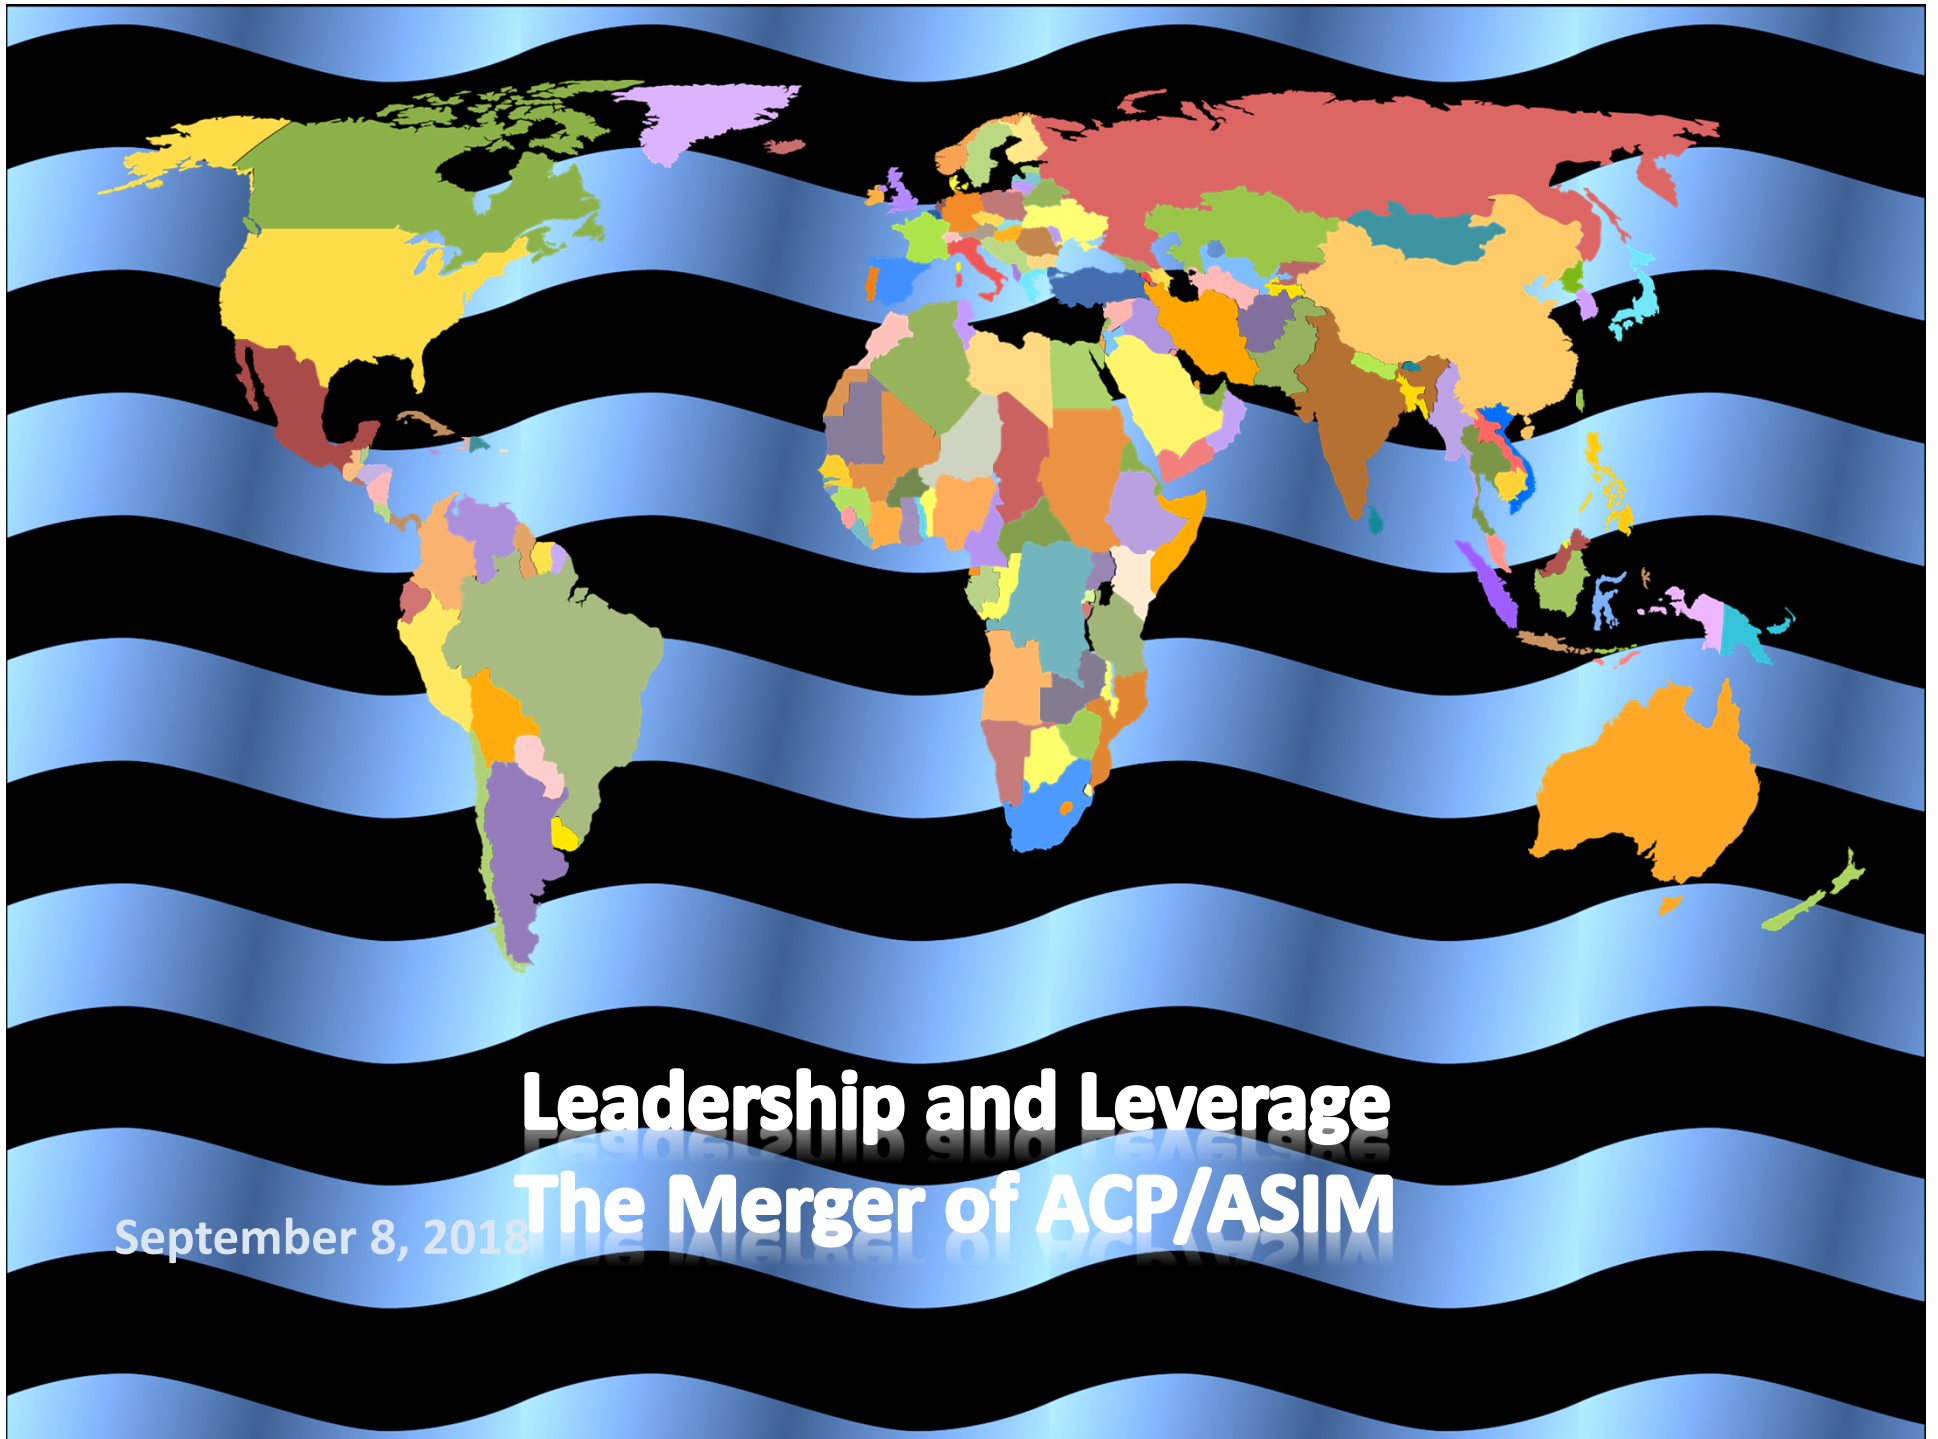 Leadership and Leverage
The Merger of ACP/ASIM
September 8, 2018